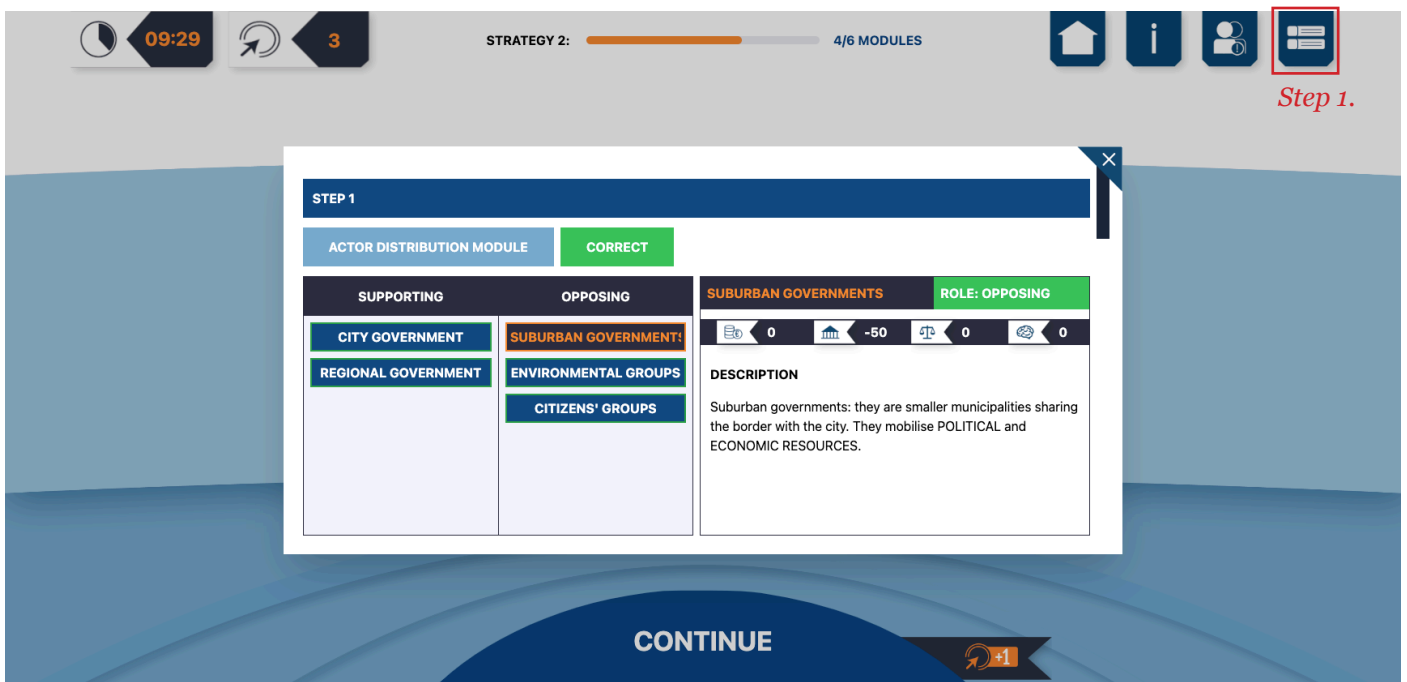 09:29
3
STRATEGY 2:
4/6 MODULES
i
Step 1.
STEP 1
ACTOR DISTRIBUTION MODULE
CORRECT
SUPPORTING
OPPOSING
SUBURBAN GOVERNMENTS
ROLE: OPPOSING
CITY GOVERNMENT
SUBURBAN GOVERNMENTS
0
-50
0
0
REGIONAL GOVERNMENT
ENVIRONMENTAL GROUPS
CITIZENS' GROUPS
DESCRIPTION
Suburban governments: they are smaller municipalities sharing
the border with the city. They mobilise POLITICAL and
ECONOMIC RESOURCES.
CONTINUE
+1